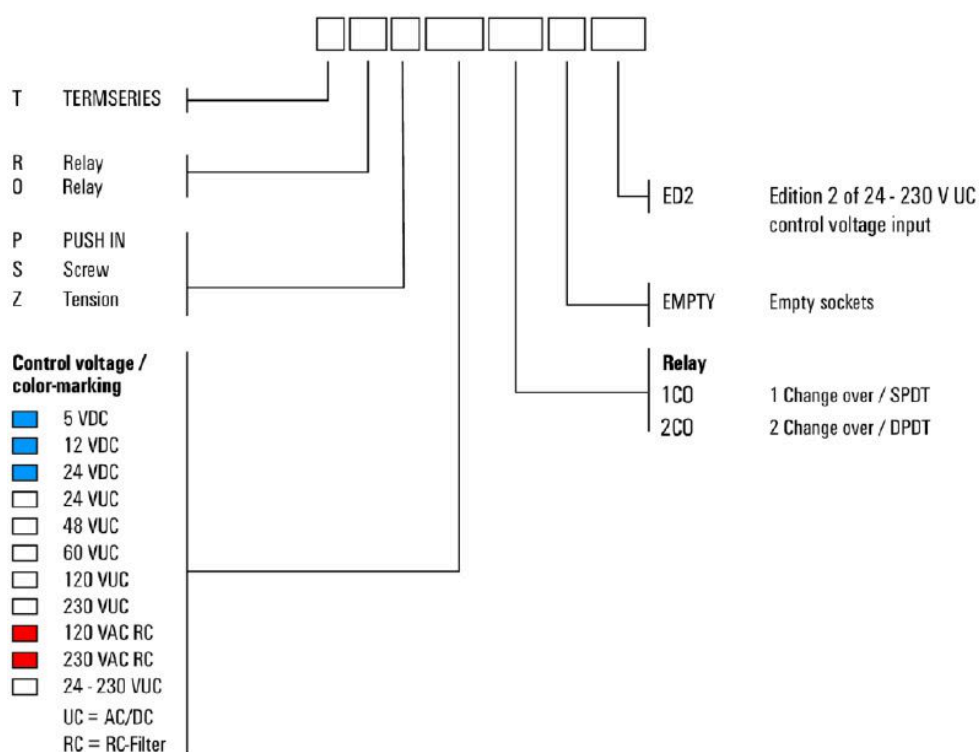 T TERMSERIES
R Relay
O Relay
P PUSH IN
S Screw
Z Tension
Control voltage /
color-marking
5 VDC
12 VDC
24 VDC
24 VUC
48 VUC
60 VUC
120 VUC
230 VUC
120 VAC RC
230 VAC RC
24 - 230 VUC
UC = AC/DC
RC = RC-Filter
ED2 Edition 2 of 24 - 230 V UC
control voltage input
EMPTY Empty sockets
Relay
1CO 1 Change over / SPDT
2CO 2 Change over / DPDT